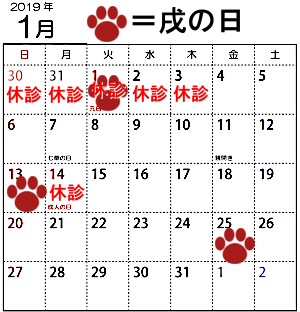 2019年
1月
＝戌の日
日 月 火 水 木 金 土
30 31 1 2 3 4 5
休診 休診 休診 休診 休診
元日
6 7 8 9 10 11 12
七草の日 鏡開き
13 14 15 16 17 18 19
休診
成人の日
20 21 22 23 24 25 26
27 28 29 30 31 1 2